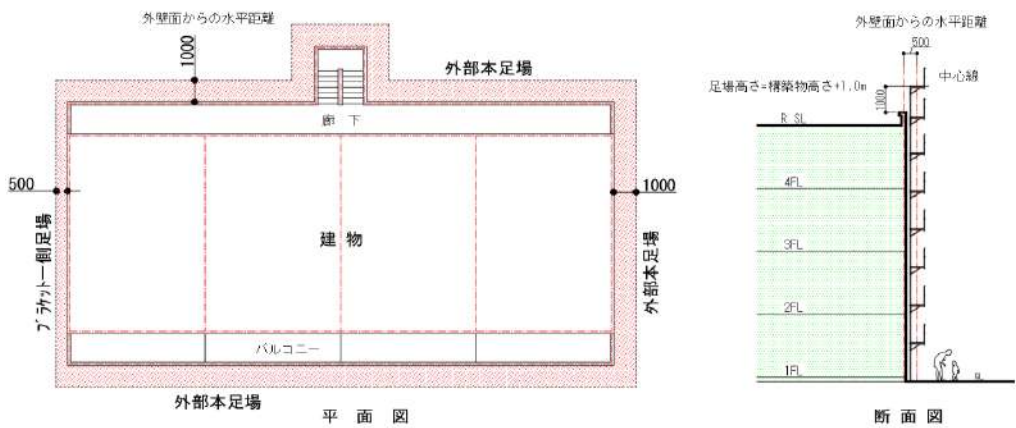 外壁面からの水平距離
1000
外部本足場
廊 下
500
1000
ブラケット一側足場
建 物
外部本足場
バルコニー
外部本足場
平 面 図
外壁面からの水平距離
500
中心線
足場高さ=構築物高さ+1.0m
1000
R SL
4FL
3FL
2FL
1FL
GL
断 面 図